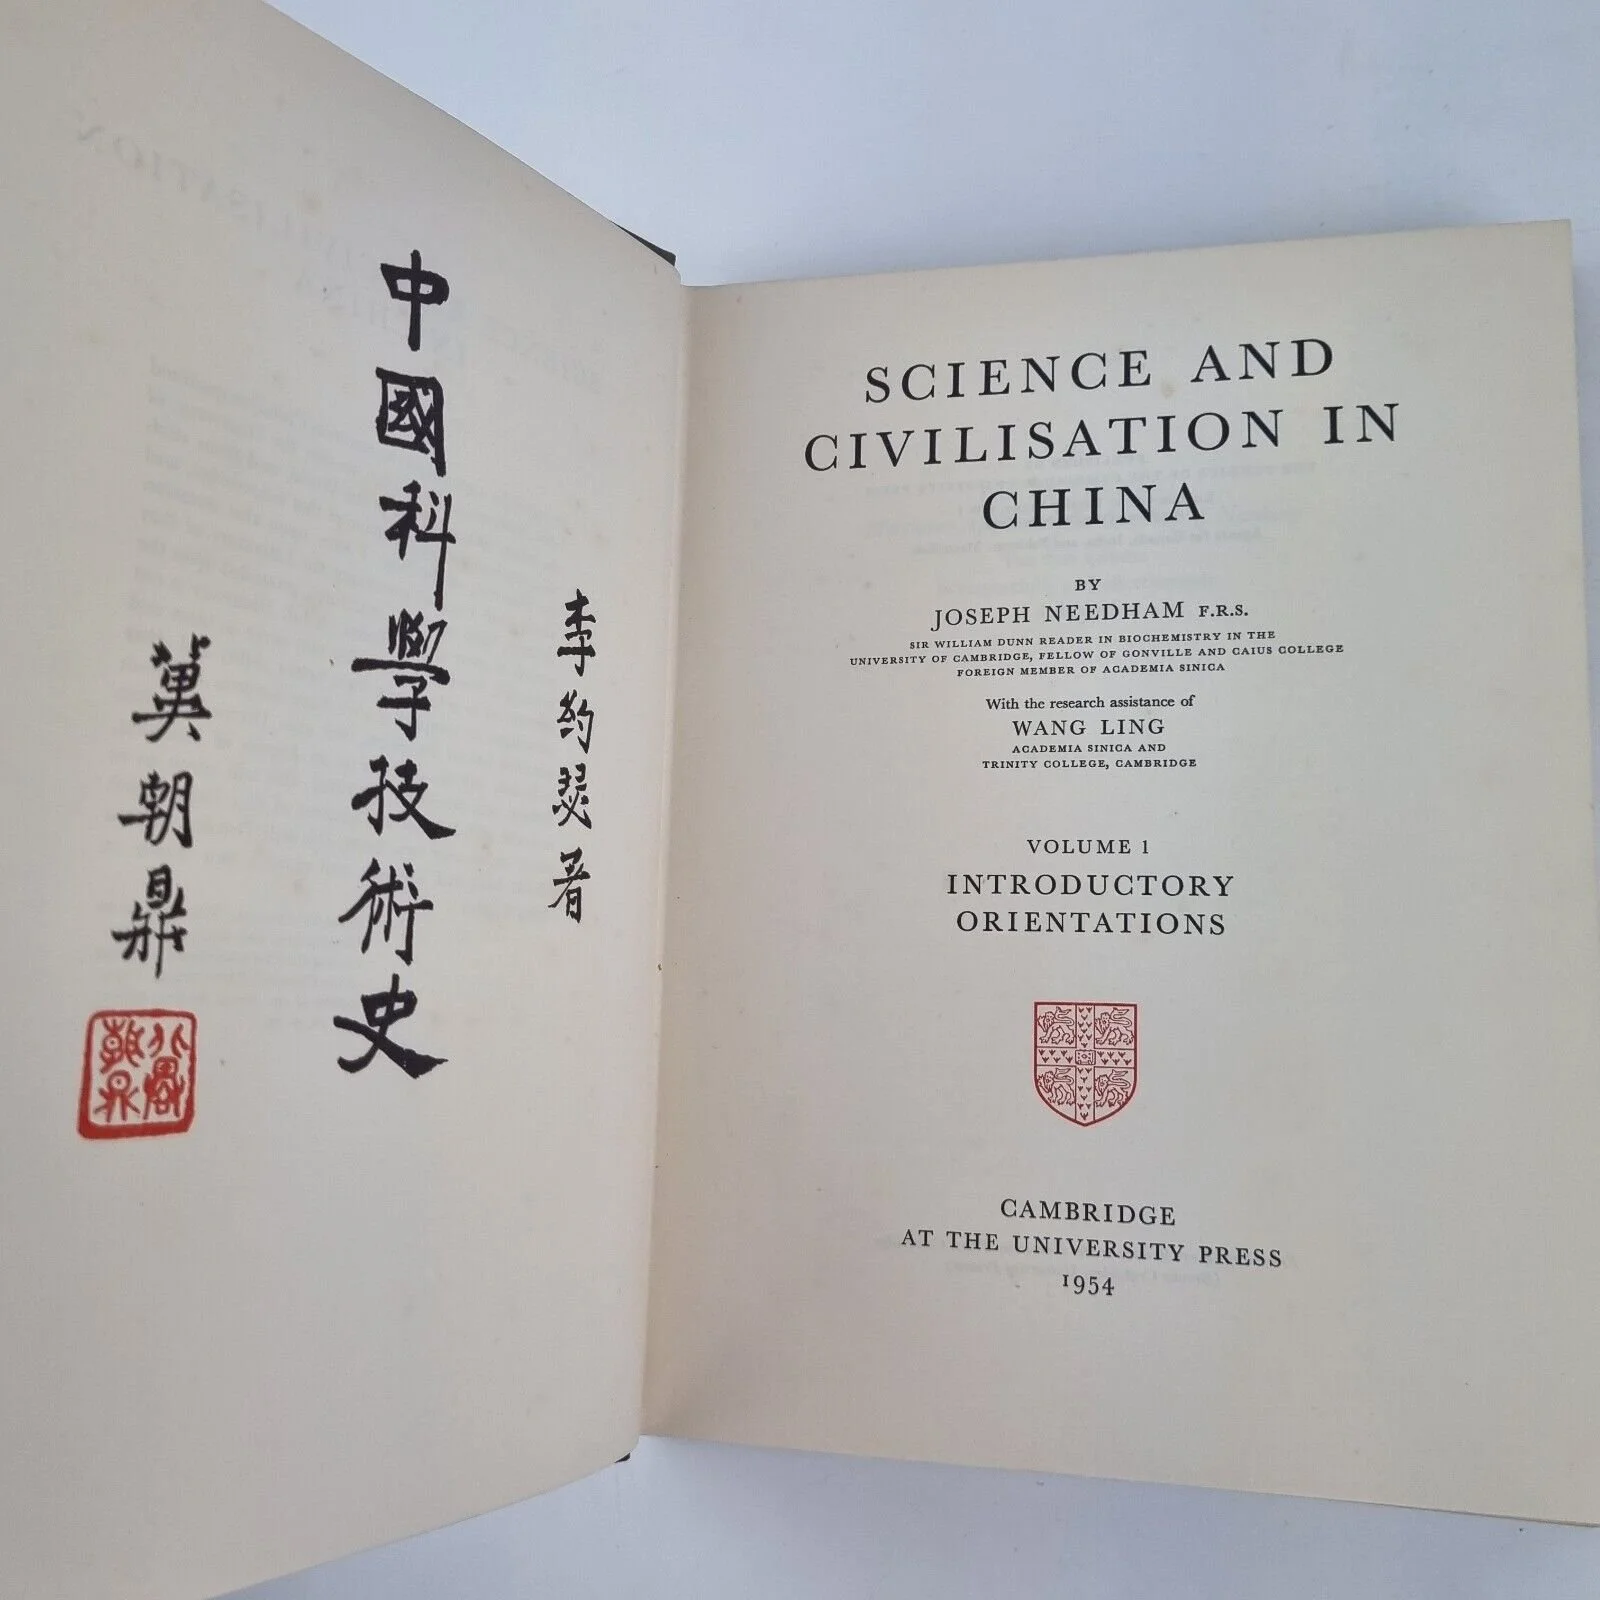 李約瑟著
中國科學技術史
冀朝鼎
SCIENCE AND
CIVILISATION IN
CHINA
BY
JOSEPH NEEDHAM F.R.S.
SIR WILLIAM DUNN READER IN BIOCHEMISTRY IN THE
UNIVERSITY OF CAMBRIDGE, FELLOW OF GONVILLE AND CAIUS COLLEGE
FOREIGN MEMBER OF ACADEMIA SINICA
With the research assistance of
WANG LING
ACADEMIA SINICA AND
TRINITY COLLEGE, CAMBRIDGE
VOLUME 1
INTRODUCTORY
ORIENTATIONS
CAMBRIDGE
AT THE UNIVERSITY PRESS
1954